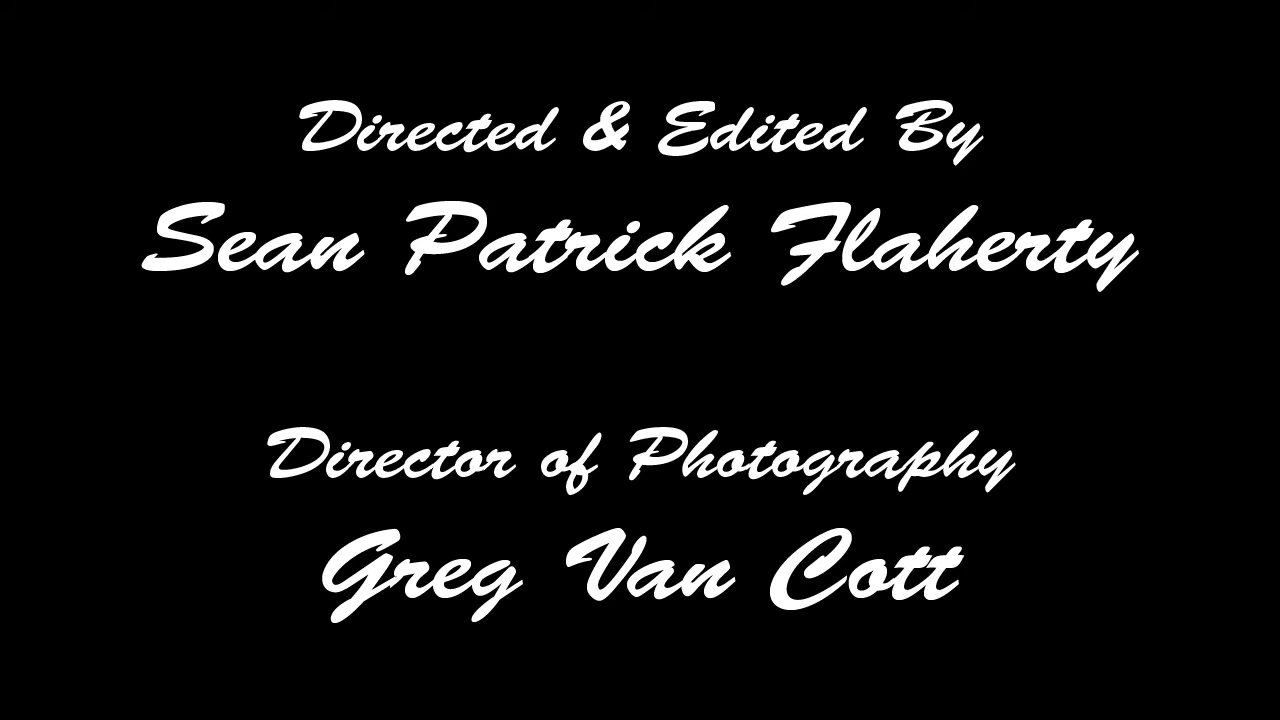 Directed & Edited By
Sean Patrick Flaherty
Director of Photography
Greg Van Cott